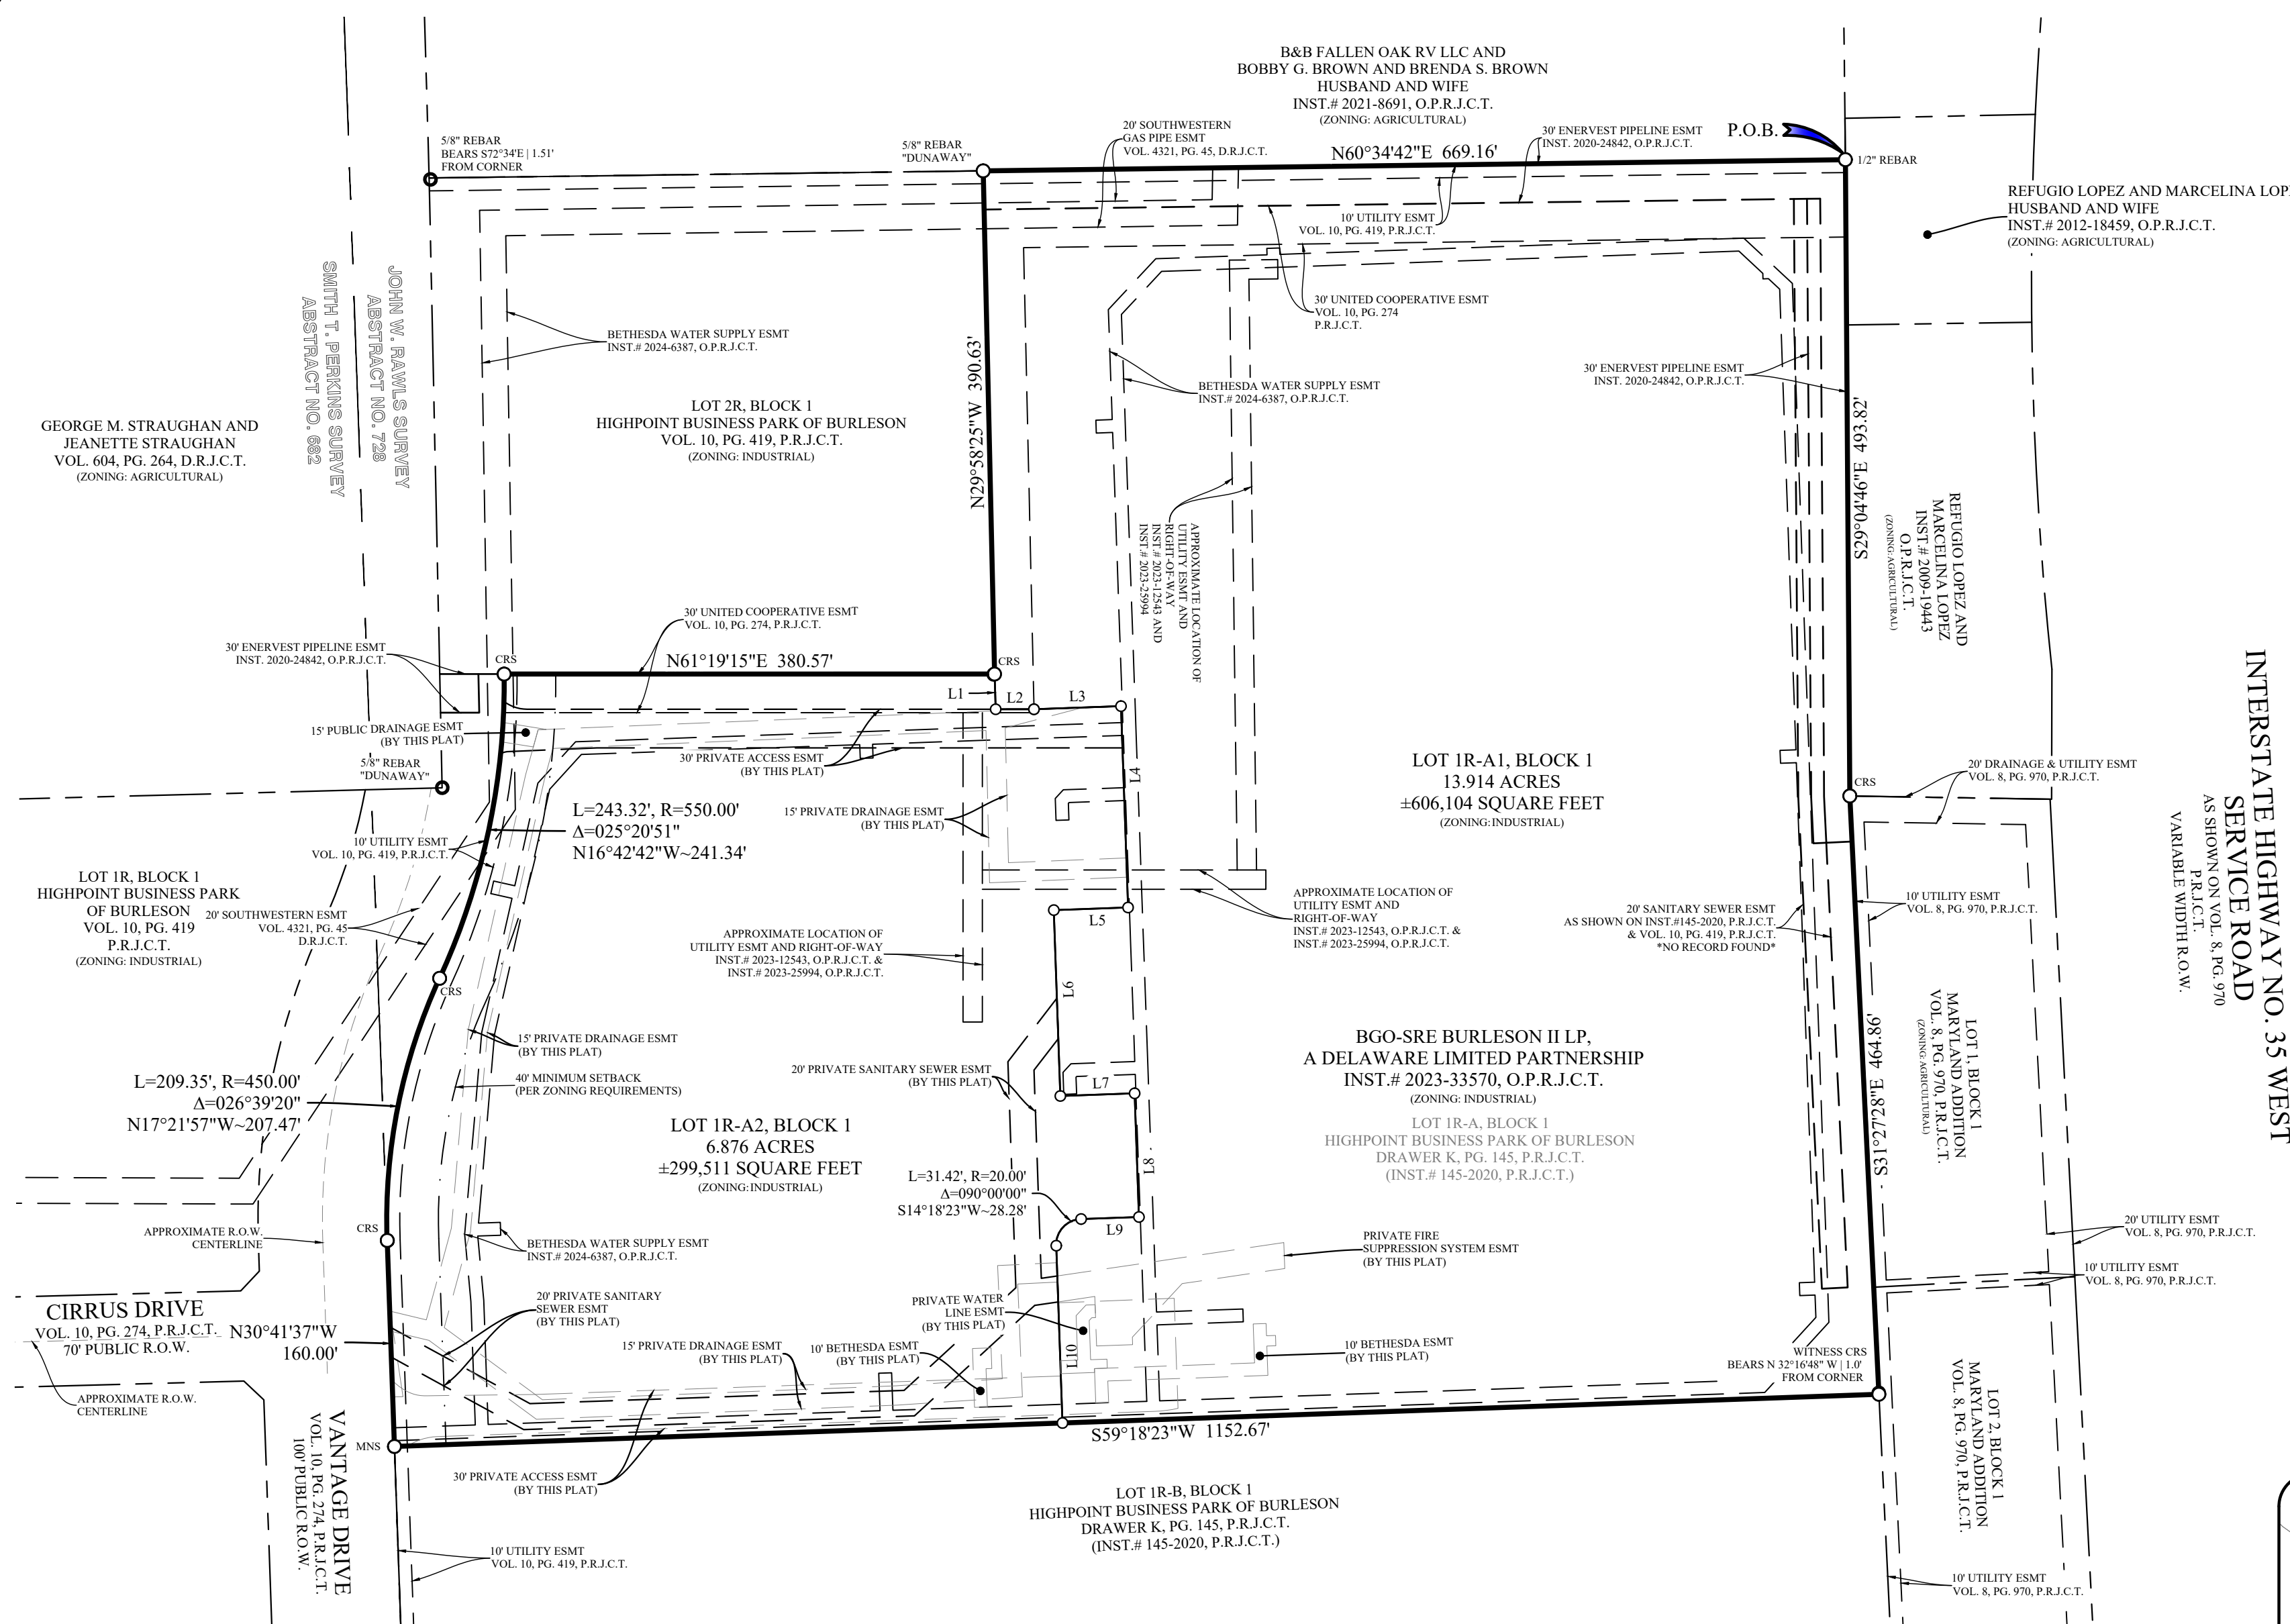 B&B FALLEN OAK RV LLC AND
BOBBY G. BROWN AND BRENDA S. BROWN
HUSBAND AND WIFE
INST.# 2021-8691, O.P.R.J.C.T.
(ZONING: AGRICULTURAL)
5/8" REBAR
BEARS S72°34'E | 1.51'
FROM CORNER
5/8" REBAR
"DUNAWAY"
20' SOUTHWESTERN
GAS PIPE ESMT
VOL. 4321, PG. 45, D.R.J.C.T.
N60°34'42"E 669.16'
30' ENERVEST PIPELINE ESMT
INST. 2020-24842, O.P.R.J.C.T.
P.O.B.
1/2" REBAR
REFUGIO LOPEZ AND MARCELINA LOP
HUSBAND AND WIFE
INST.# 2012-18459, O.P.R.J.C.T.
(ZONING: AGRICULTURAL)
10' UTILITY ESMT
VOL. 10, PG. 419, P.R.J.C.T.
30' UNITED COOPERATIVE ESMT
VOL. 10, PG. 274
P.R.J.C.T.
JOHN W. RAWLS SURVEY
ABSTRACT NO. 728
SMITH T. PERKINS SURVEY
ABSTRACT NO. 682
BETHESDA WATER SUPPLY ESMT
INST.# 2024-6387, O.P.R.J.C.T.
N29°58'25"W 390.63'
BETHESDA WATER SUPPLY ESMT
INST.# 2024-6387, O.P.R.J.C.T.
30' ENERVEST PIPELINE ESMT
INST. 2020-24842, O.P.R.J.C.T.
S29°04'46"E 493.82'
GEORGE M. STRAUGHAN AND
JEANETTE STRAUGHAN
VOL. 604, PG. 264, D.R.J.C.T.
(ZONING: AGRICULTURAL)
LOT 2R, BLOCK 1
HIGHPOINT BUSINESS PARK OF BURLESON
VOL. 10, PG. 419, P.R.J.C.T.
(ZONING: INDUSTRIAL)
APPROXIMATE LOCATION OF
UTILITY ESMT AND
RIGHT-OF-WAY
INST.# 2023-12543 AND
INST.# 2023-25994
REFUGIO LOPEZ AND
MARCELINA LOPEZ
INST.# 2009-19443
O.P.R.J.C.T.
(ZONING:AGRICULTURAL)
30' UNITED COOPERATIVE ESMT
VOL. 10, PG. 274, P.R.J.C.T.
30' ENERVEST PIPELINE ESMT
INST. 2020-24842, O.P.R.J.C.T.
CRS
N61°19'15"E 380.57'
CRS
L1
L2
L3
15' PUBLIC DRAINAGE ESMT
(BY THIS PLAT)
5/8" REBAR
"DUNAWAY"
30' PRIVATE ACCESS ESMT
(BY THIS PLAT)
L4
LOT 1R-A1, BLOCK 1
13.914 ACRES
±606,104 SQUARE FEET
(ZONING:INDUSTRIAL)
CRS
20' DRAINAGE & UTILITY ESMT
VOL. 8, PG. 970, P.R.J.C.T.
INTERSTATE HIGHWAY NO. 35 WEST
SERVICE ROAD
AS SHOWN ON VOL. 8, PG. 970
P.R.J.C.T.
VARIABLE WIDTH R.O.W.
L=243.32', R=550.00'
Δ=025°20'51"
N16°42'42"W~241.34'
15' PRIVATE DRAINAGE ESMT
(BY THIS PLAT)
10' UTILITY ESMT
VOL. 10, PG. 419, P.R.J.C.T.
LOT 1R, BLOCK 1
HIGHPOINT BUSINESS PARK
OF BURLESON
VOL. 10, PG. 419
P.R.J.C.T.
(ZONING: INDUSTRIAL)
20' SOUTHWESTERN ESMT
VOL. 4321, PG. 45
D.R.J.C.T.
L5
APPROXIMATE LOCATION OF
UTILITY ESMT AND
RIGHT-OF-WAY
INST.# 2023-12543, O.P.R.J.C.T. &
INST.# 2023-25994, O.P.R.J.C.T.
20' SANITARY SEWER ESMT
AS SHOWN ON INST.#145-2020, P.R.J.C.T.
& VOL. 10, PG. 419, P.R.J.C.T.
*NO RECORD FOUND*
10' UTILITY ESMT
VOL. 8, PG. 970, P.R.J.C.T.
APPROXIMATE LOCATION OF
UTILITY ESMT AND RIGHT-OF-WAY
INST.# 2023-12543, O.P.R.J.C.T. &
INST.# 2023-25994, O.P.R.J.C.T.
CRS
L6
15' PRIVATE DRAINAGE ESMT
(BY THIS PLAT)
BGO-SRE BURLESON II LP,
A DELAWARE LIMITED PARTNERSHIP
INST.# 2023-33570, O.P.R.J.C.T.
(ZONING: INDUSTRIAL)
LOT 1R-A, BLOCK 1
HIGHPOINT BUSINESS PARK OF BURLESON
DRAWER K, PG. 145, P.R.J.C.T.
(INST.# 145-2020, P.R.J.C.T.)
S31°27'28"E 464.86'
LOT 1, BLOCK 1
MARYLAND ADDITION
VOL. 8, PG. 970, P.R.J.C.T.
(ZONING:AGRICULTURAL)
L=209.35', R=450.00'
Δ=026°39'20"
N17°21'57"W~207.47'
40' MINIMUM SETBACK
(PER ZONING REQUIREMENTS)
20' PRIVATE SANITARY SEWER ESMT
(BY THIS PLAT)
L7
LOT 1R-A2, BLOCK 1
6.876 ACRES
±299,511 SQUARE FEET
(ZONING:INDUSTRIAL)
L8
L=31.42', R=20.00'
Δ=090°00'00"
S14°18'23"W~28.28'
L9
APPROXIMATE R.O.W.
CENTERLINE
CRS
BETHESDA WATER SUPPLY ESMT
INST.# 2024-6387, O.P.R.J.C.T.
PRIVATE FIRE
SUPPRESSION SYSTEM ESMT
(BY THIS PLAT)
20' UTILITY ESMT
VOL. 8, PG. 970, P.R.J.C.T.
10' UTILITY ESMT
VOL. 8, PG. 970, P.R.J.C.T.
CIRRUS DRIVE
VOL. 10, PG. 274, P.R.J.C.T.
70' PUBLIC R.O.W.
N30°41'37"W
160.00'
20' PRIVATE SANITARY
SEWER ESMT
(BY THIS PLAT)
PRIVATE WATER
LINE ESMT
(BY THIS PLAT)
15' PRIVATE DRAINAGE ESMT
(BY THIS PLAT)
10' BETHESDA ESMT
(BY THIS PLAT)
L10
10' BETHESDA ESMT
(BY THIS PLAT)
WITNESS CRS
BEARS N 32°16'48" W | 1.0'
FROM CORNER
APPROXIMATE R.O.W.
CENTERLINE
LOT 2, BLOCK 1
MARYLAND ADDITION
VOL. 8, PG. 970, P.R.J.C.T.
VANTAGE DRIVE
VOL. 10, PG. 274, P.R.J.C.T.
100' PUBLIC R.O.W.
MNS
S59°18'23"W 1152.67'
30' PRIVATE ACCESS ESMT
(BY THIS PLAT)
LOT 1R-B, BLOCK 1
HIGHPOINT BUSINESS PARK OF BURLESON
DRAWER K, PG. 145, P.R.J.C.T.
(INST.# 145-2020, P.R.J.C.T.)
10' UTILITY ESMT
VOL. 10, PG. 419, P.R.J.C.T.
10' UTILITY ESMT
VOL. 8, PG. 970, P.R.J.C.T.